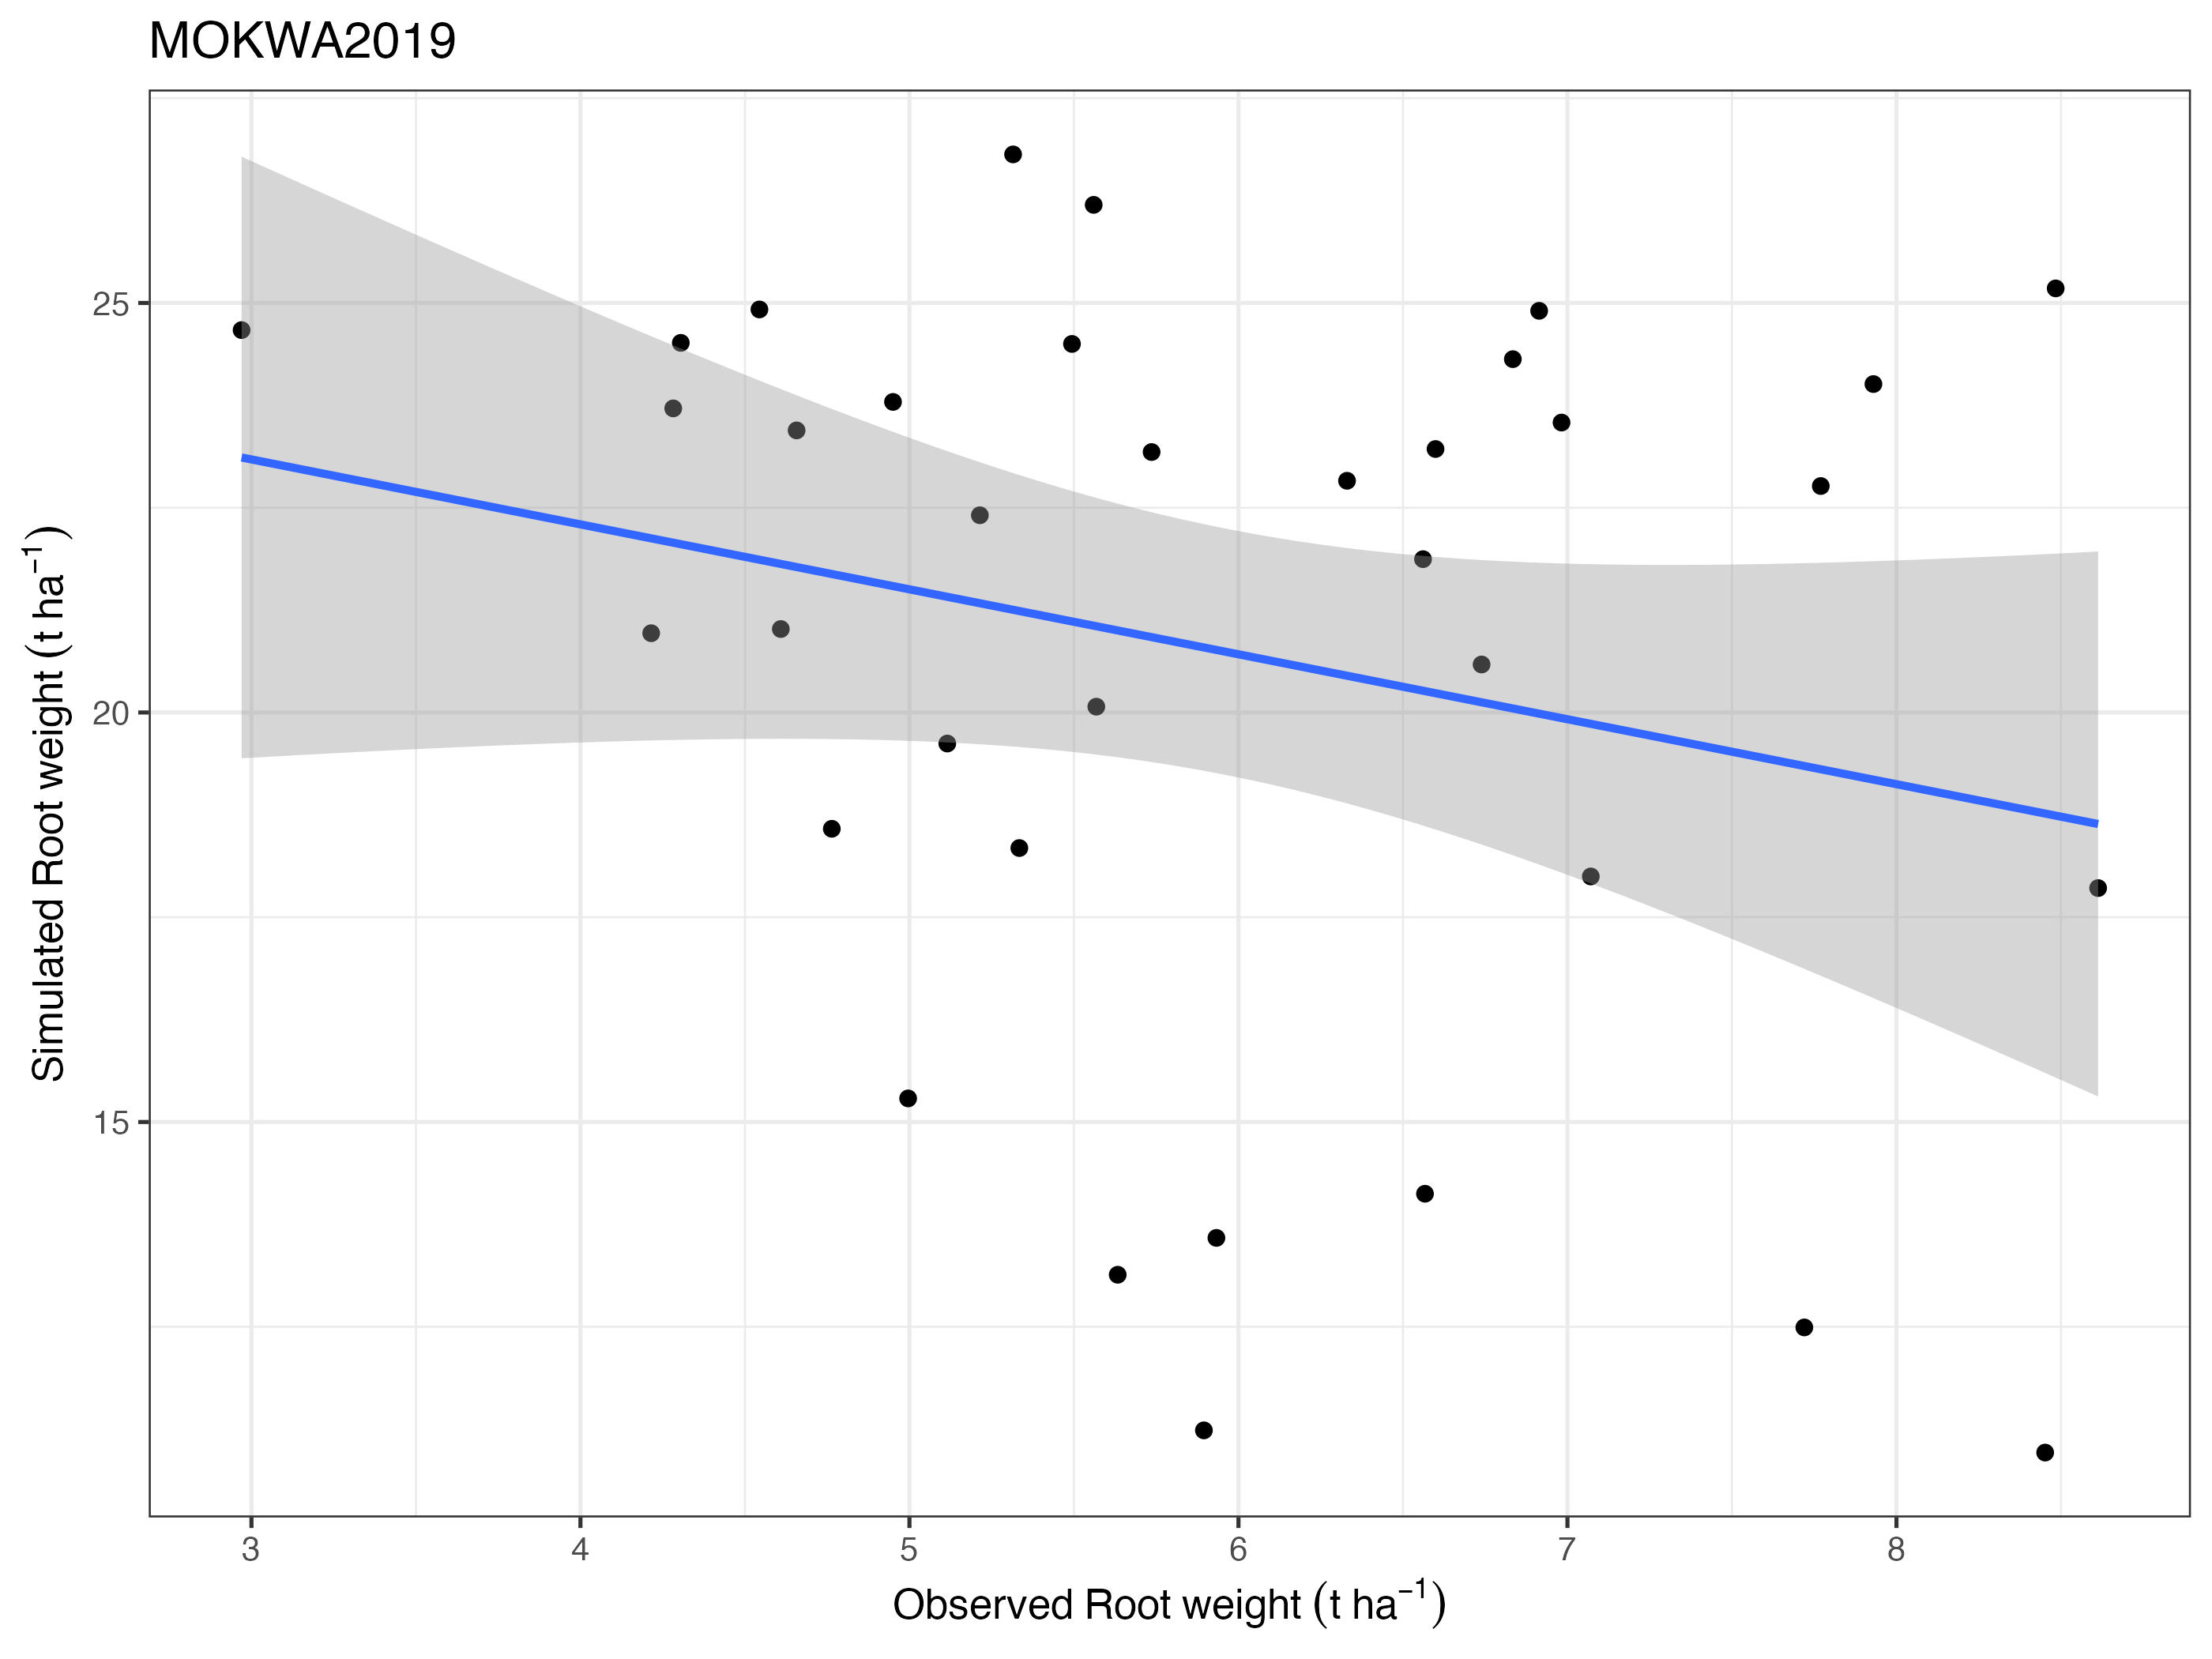 MOKWA2019
Simulated Root weight (t ha⁻¹)
25
20
15
3 4 5 6 7 8
Observed Root weight (t ha⁻¹)